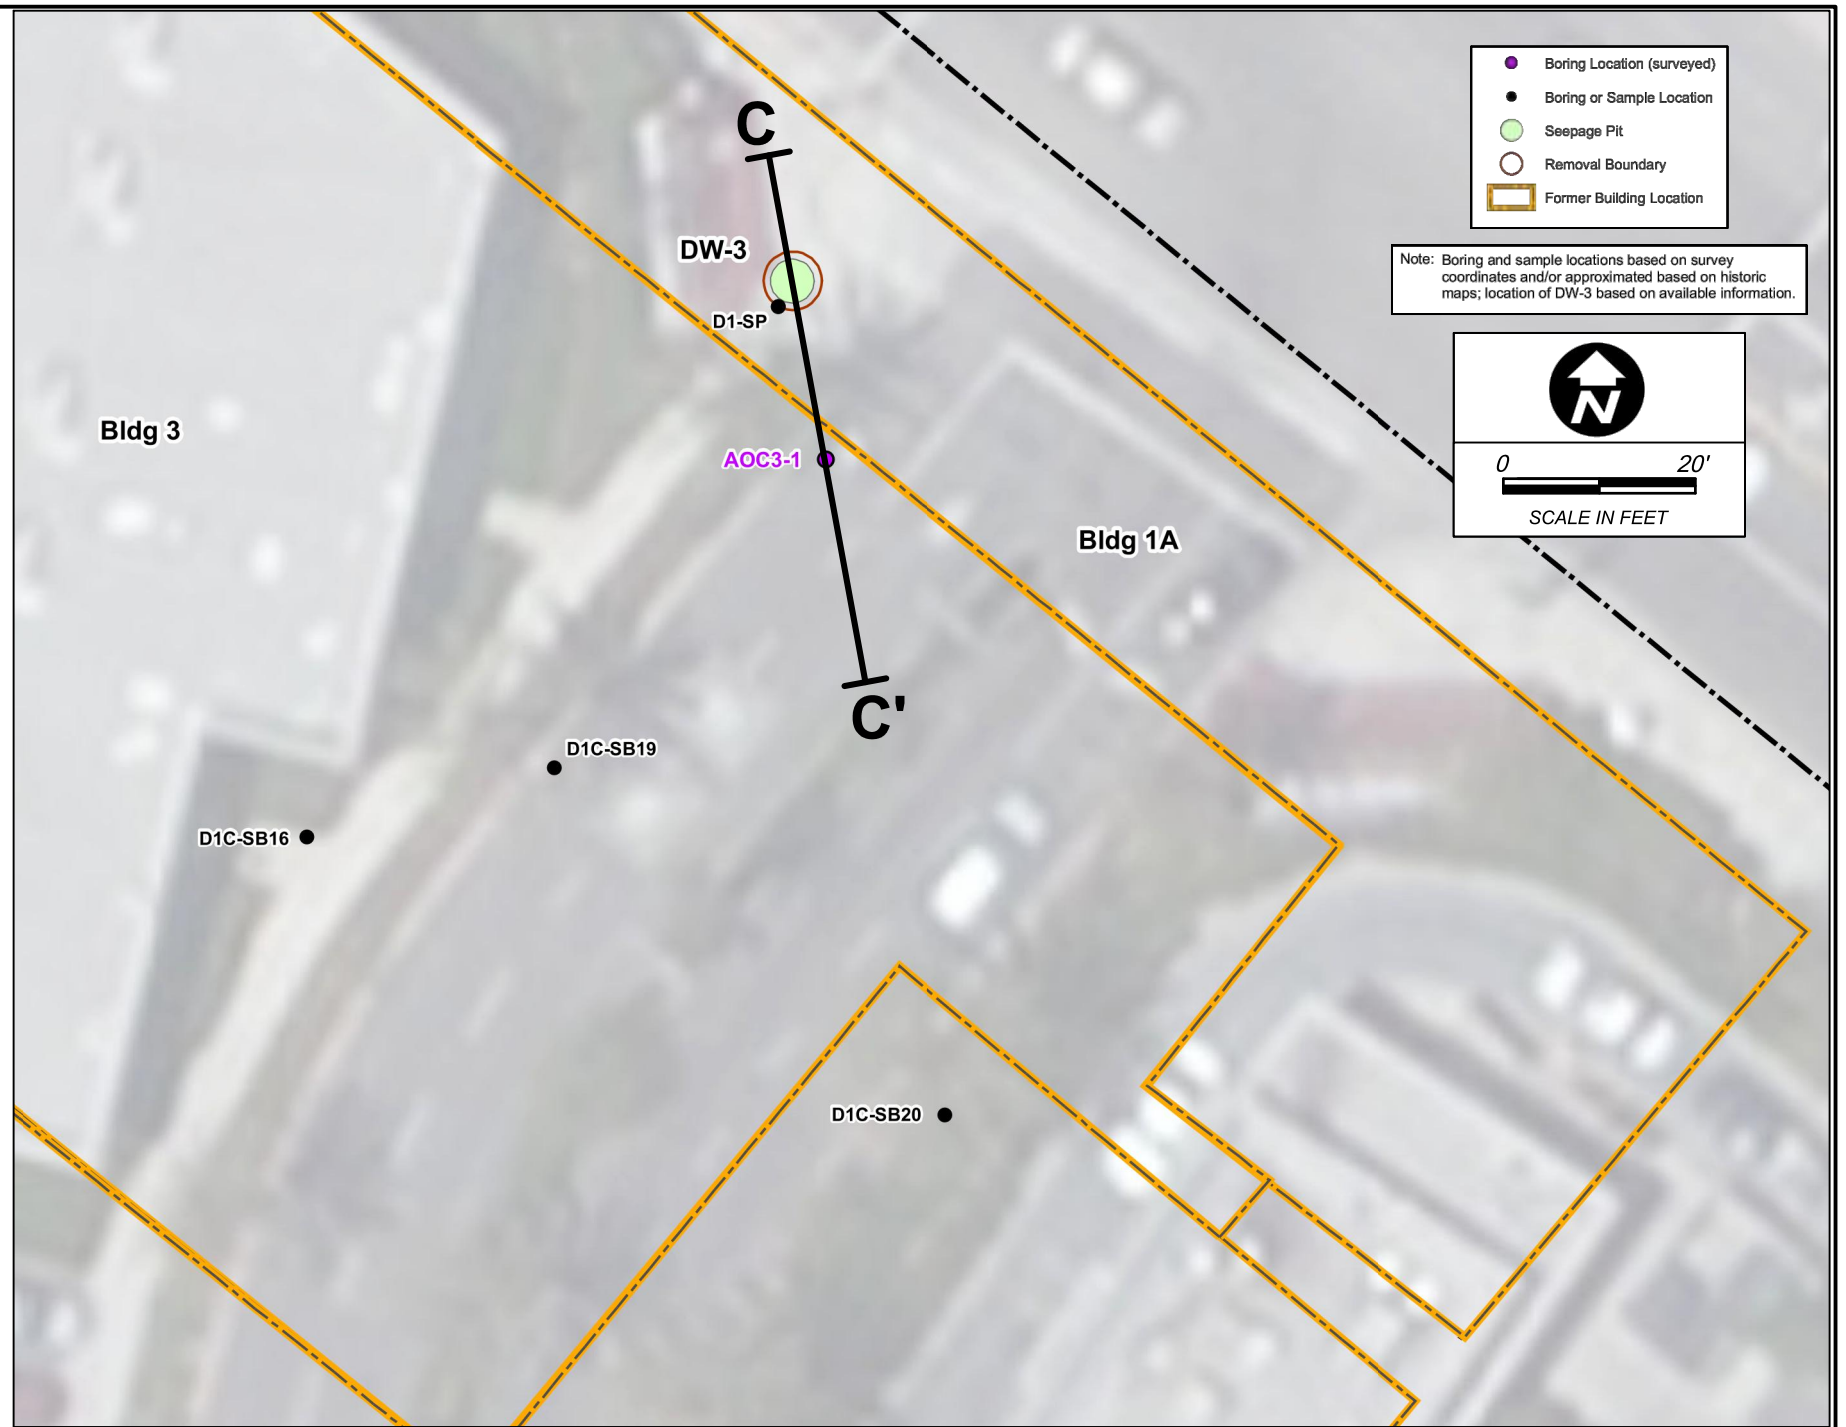 Boring Location (surveyed)
Boring or Sample Location
Seepage Pit
Removal Boundary
Former Building Location
Note: Boring and sample locations based on survey
coordinates and/or approximated based on historic
maps; location of DW-3 based on available information.
N
0 20'
SCALE IN FEET
C
DW-3
D1-SP
Bldg 3
AOC3-1
Bldg 1A
C'
D1C-SB19
D1C-SB16
D1C-SB20